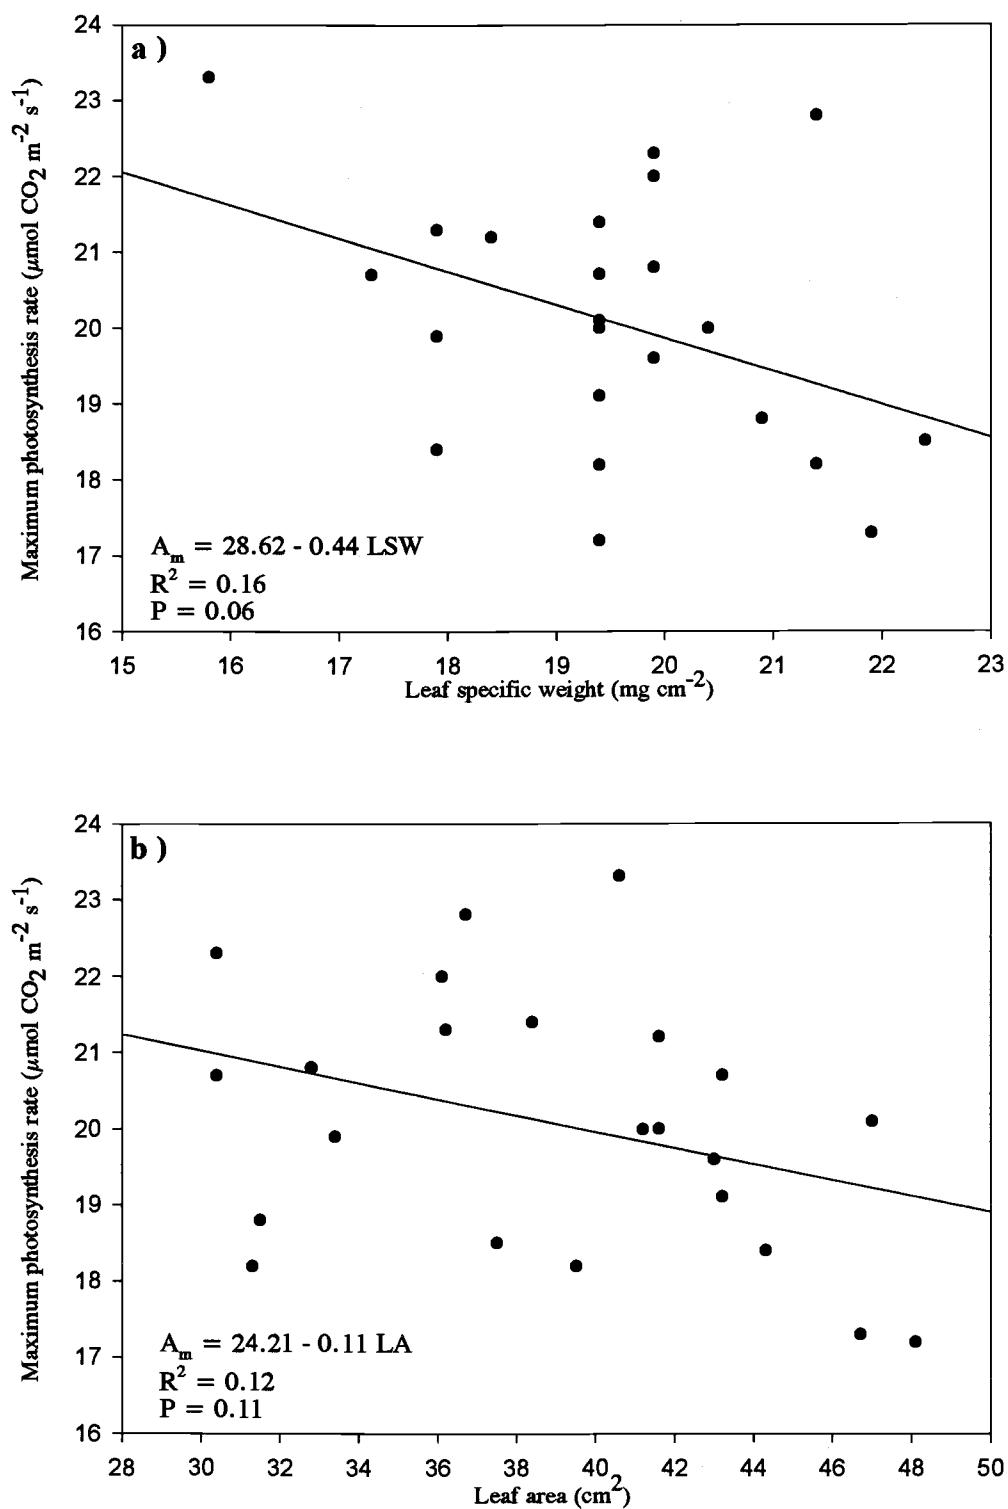 a )
Maximum photosynthesis rate (μmol CO₂ m⁻² s⁻¹)
24
23
22
21
20
19
18
17
16
Aₘ = 28.62 - 0.44 LSW
R² = 0.16
P = 0.06
15 16 17 18 19 20 21 22 23
Leaf specific weight (mg cm⁻²)
b )
Maximum photosynthesis rate (μmol CO₂ m⁻² s⁻¹)
24
23
22
21
20
19
18
17
16
Aₘ = 24.21 - 0.11 LA
R² = 0.12
P = 0.11
28 30 32 34 36 38 40 42 44 46 48 50
Leaf area (cm²)